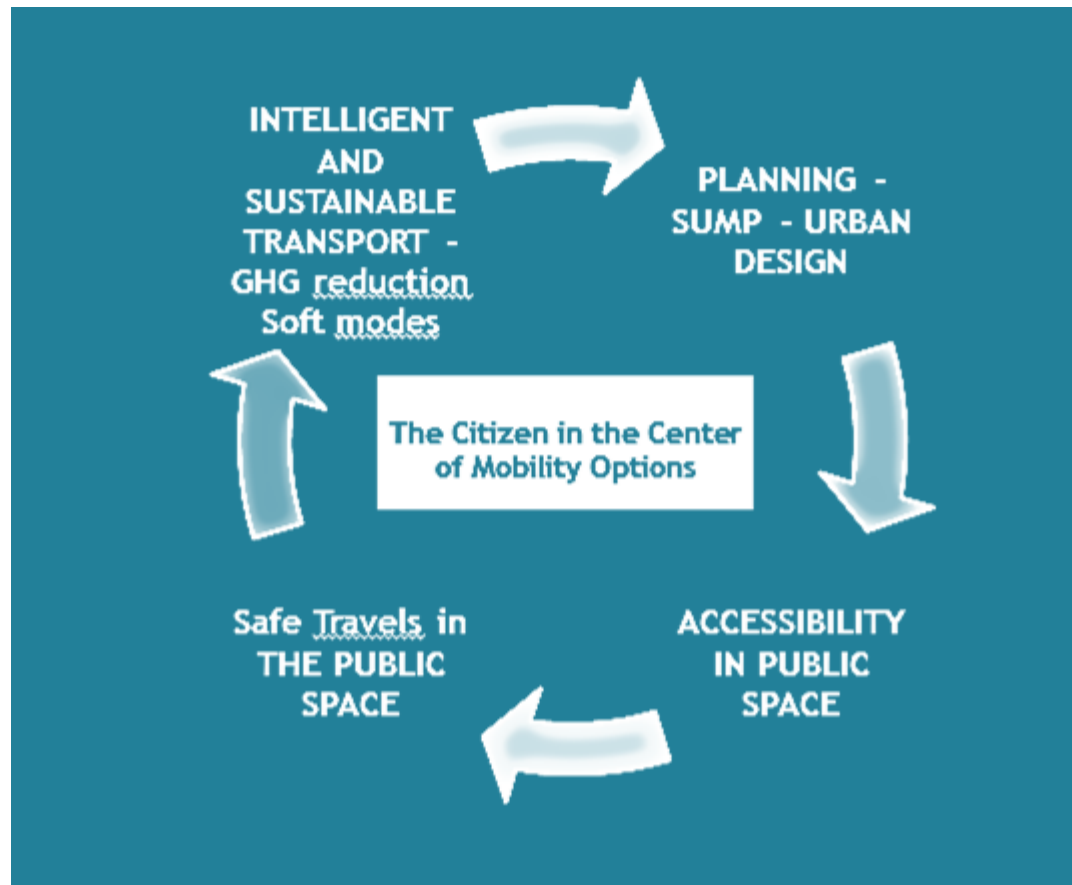 INTELLIGENT
AND
SUSTAINABLE
TRANSPORT -
GHG reduction
Soft modes
PLANNING -
SUMP - URBAN
DESIGN
The Citizen in the Center
of Mobility Options
Safe Travels in
THE PUBLIC
SPACE
ACCESSIBILITY
IN PUBLIC
SPACE